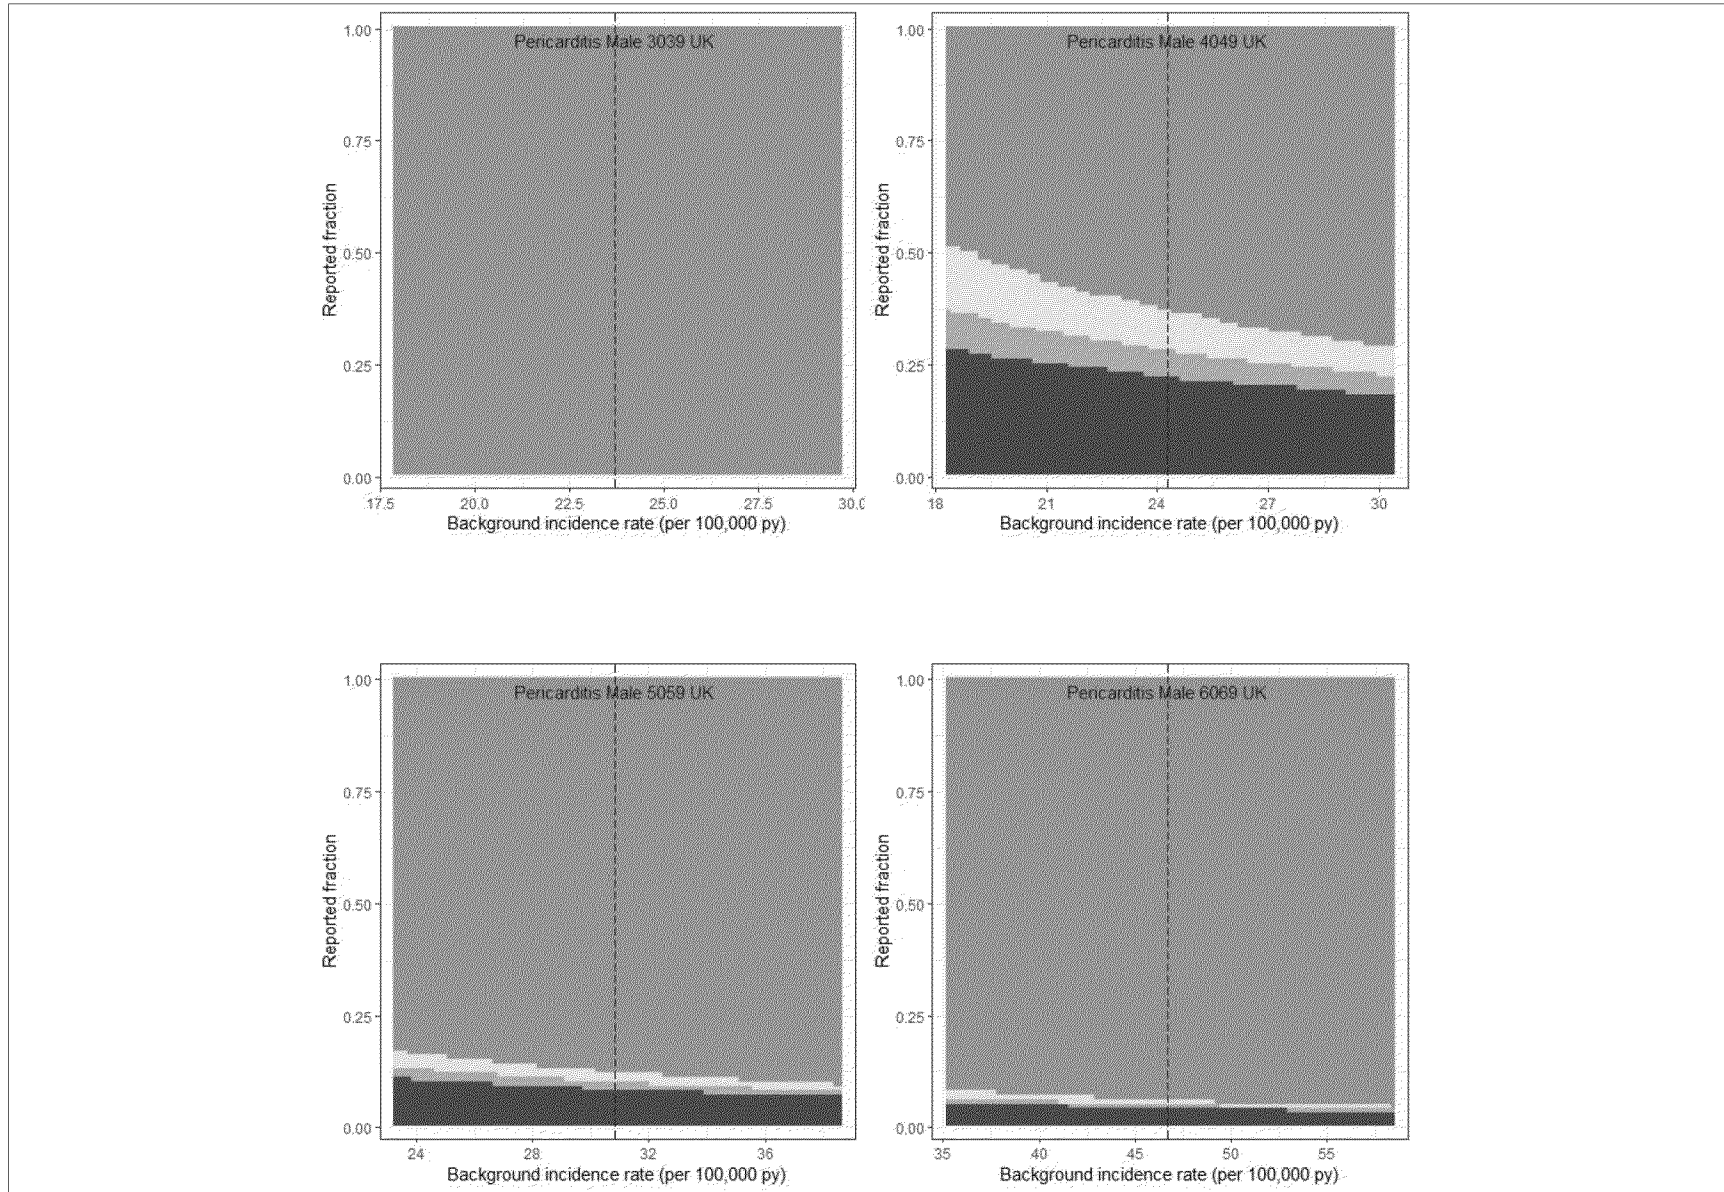 Pericarditis Male 3039 UK
1.00
0.75
0.50
0.25
0.00
Reported fraction
17.5 20.0 22.5 25.0 27.5 30.0
Background incidence rate (per 100,000 py)
Pericarditis Male 4049 UK
1.00
0.75
0.50
0.25
0.00
Reported fraction
18 21 24 27 30
Background incidence rate (per 100,000 py)
Pericarditis Male 5059 UK
1.00
0.75
0.50
0.25
0.00
Reported fraction
24 28 32 36
Background incidence rate (per 100,000 py)
Pericarditis Male 6069 UK
1.00
0.75
0.50
0.25
0.00
Reported fraction
35 40 45 50 55
Background incidence rate (per 100,000 py)